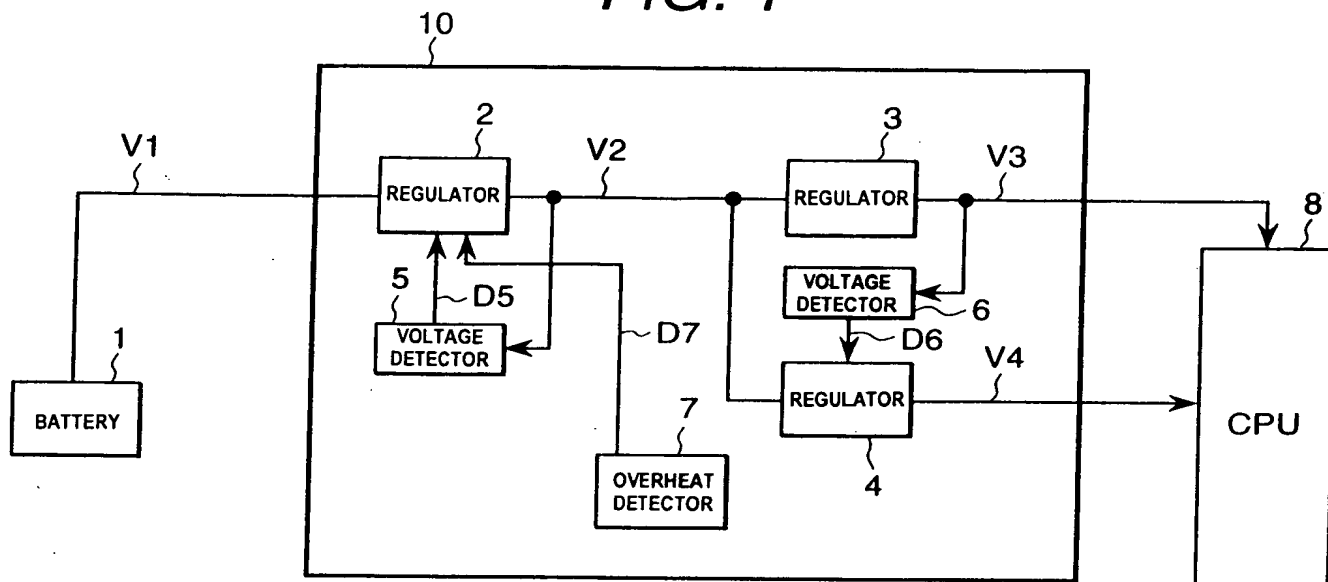 FIG. 1
10
2
3
V1
V2
V3
8
REGULATOR
REGULATOR
5
D5
VOLTAGE
DETECTOR
6
D7
D6
VOLTAGE
DETECTOR
1
V4
REGULATOR
BATTERY
7
CPU
4
OVERHEAT
DETECTOR